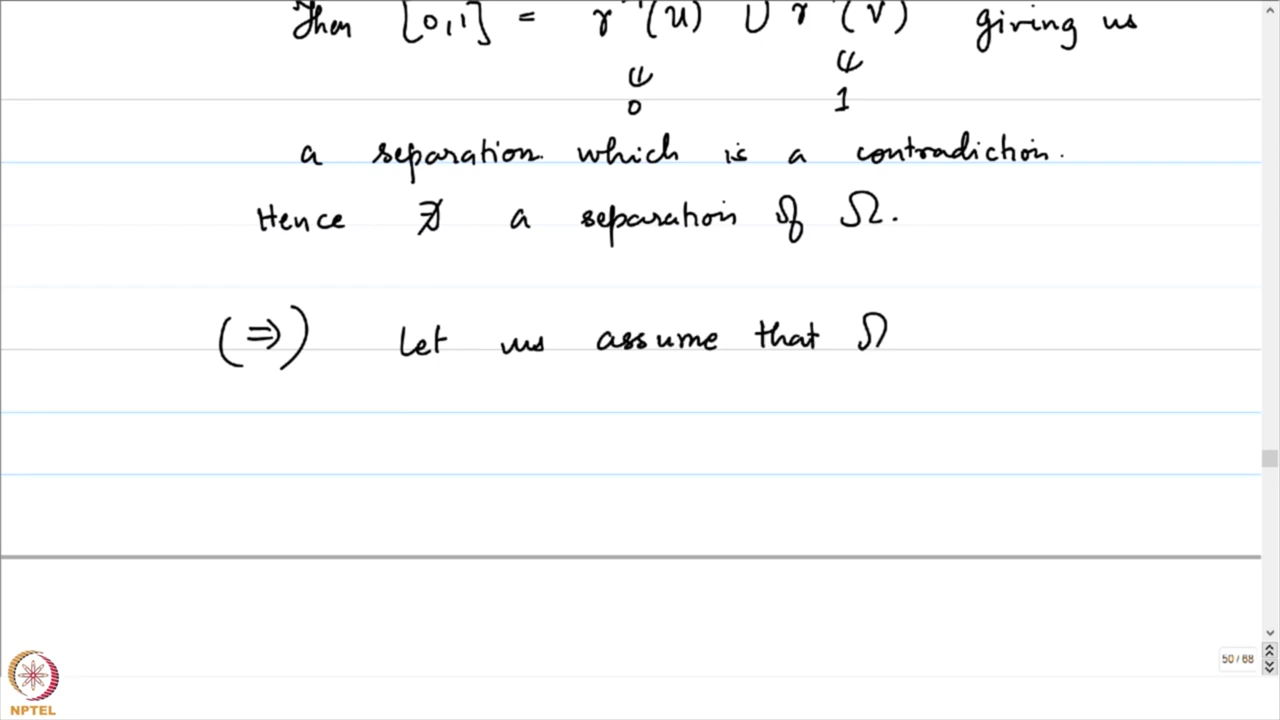 Then [0,1] = γ⁻¹(U) ∪ γ⁻¹(V) giving us
ψ ψ
0 1
a separation which is a contradiction.
Hence ∄ a separation of Ω.
(⇒) Let us assume that Ω
50 / 68
NPTEL